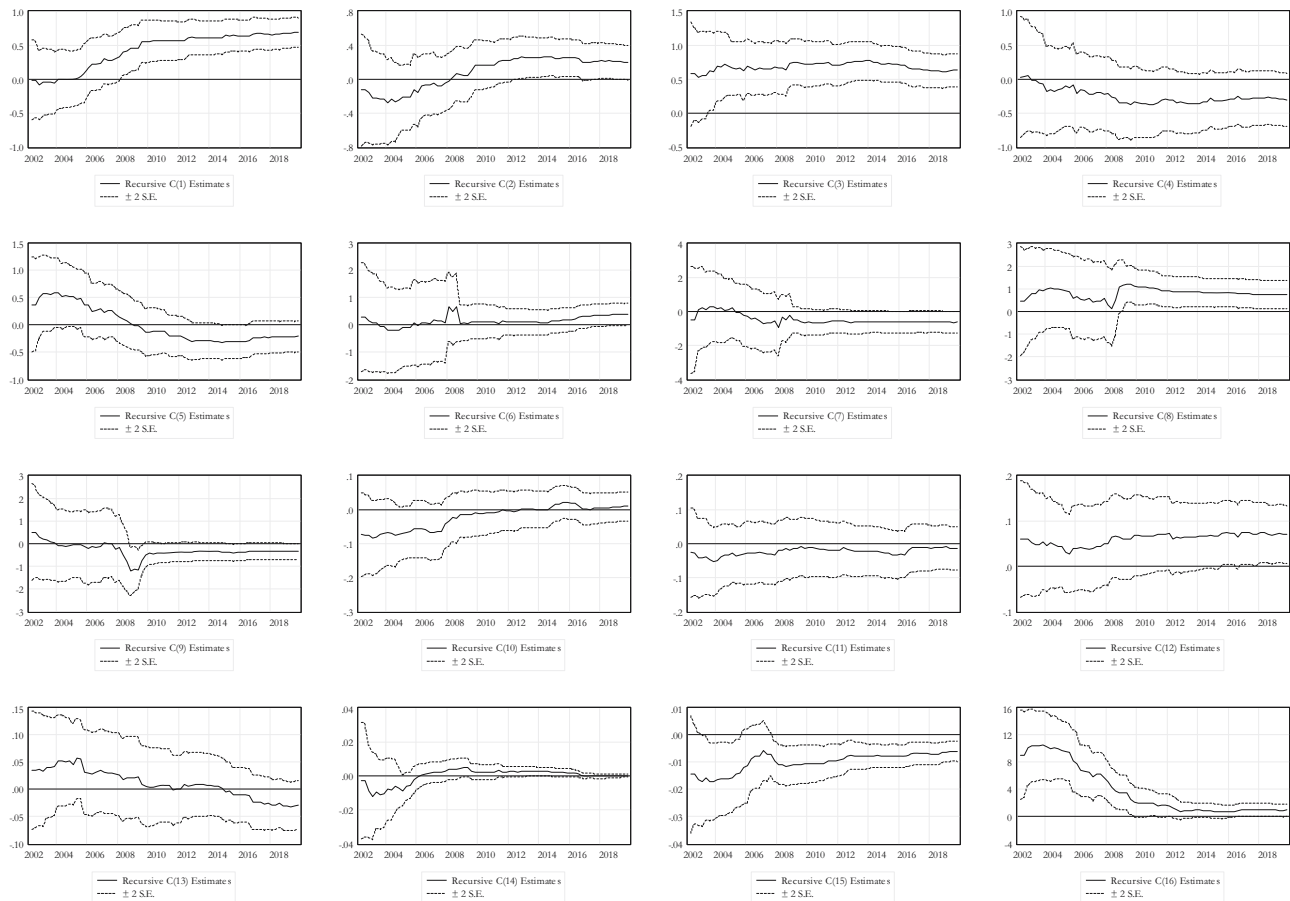 1.0
0.5
0.0
-0.5
-1.0
2002 2004 2006 2008 2010 2012 2014 2016 2018
Recursive C(1) Estimates
± 2 S.E.
.8
.4
.0
-.4
-.8
2002 2004 2006 2008 2010 2012 2014 2016 2018
Recursive C(2) Estimates
± 2 S.E.
1.5
1.0
0.5
0.0
-0.5
2002 2004 2006 2008 2010 2012 2014 2016 2018
Recursive C(3) Estimates
± 2 S.E.
1.0
0.5
0.0
-0.5
-1.0
2002 2004 2006 2008 2010 2012 2014 2016 2018
Recursive C(4) Estimates
± 2 S.E.
1.5
1.0
0.5
0.0
-0.5
-1.0
2002 2004 2006 2008 2010 2012 2014 2016 2018
Recursive C(5) Estimates
± 2 S.E.
3
2
1
0
-1
-2
2002 2004 2006 2008 2010 2012 2014 2016 2018
Recursive C(6) Estimates
± 2 S.E.
4
2
0
-2
-4
2002 2004 2006 2008 2010 2012 2014 2016 2018
Recursive C(7) Estimates
± 2 S.E.
3
2
1
0
-1
-2
-3
2002 2004 2006 2008 2010 2012 2014 2016 2018
Recursive C(8) Estimates
± 2 S.E.
3
2
1
0
-1
-2
-3
2002 2004 2006 2008 2010 2012 2014 2016 2018
Recursive C(9) Estimates
± 2 S.E.
.1
.0
-.1
-.2
-.3
2002 2004 2006 2008 2010 2012 2014 2016 2018
Recursive C(10) Estimates
± 2 S.E.
.2
.1
.0
-.1
-.2
2002 2004 2006 2008 2010 2012 2014 2016 2018
Recursive C(11) Estimates
± 2 S.E.
.2
.1
.0
-.1
2002 2004 2006 2008 2010 2012 2014 2016 2018
Recursive C(12) Estimates
± 2 S.E.
.15
.10
.05
.00
-.05
-.10
2002 2004 2006 2008 2010 2012 2014 2016 2018
Recursive C(13) Estimates
± 2 S.E.
.04
.02
.00
-.02
-.04
2002 2004 2006 2008 2010 2012 2014 2016 2018
Recursive C(14) Estimates
± 2 S.E.
.01
.00
-.01
-.02
-.03
-.04
2002 2004 2006 2008 2010 2012 2014 2016 2018
Recursive C(15) Estimates
± 2 S.E.
16
12
8
4
0
-4
2002 2004 2006 2008 2010 2012 2014 2016 2018
Recursive C(16) Estimates
± 2 S.E.